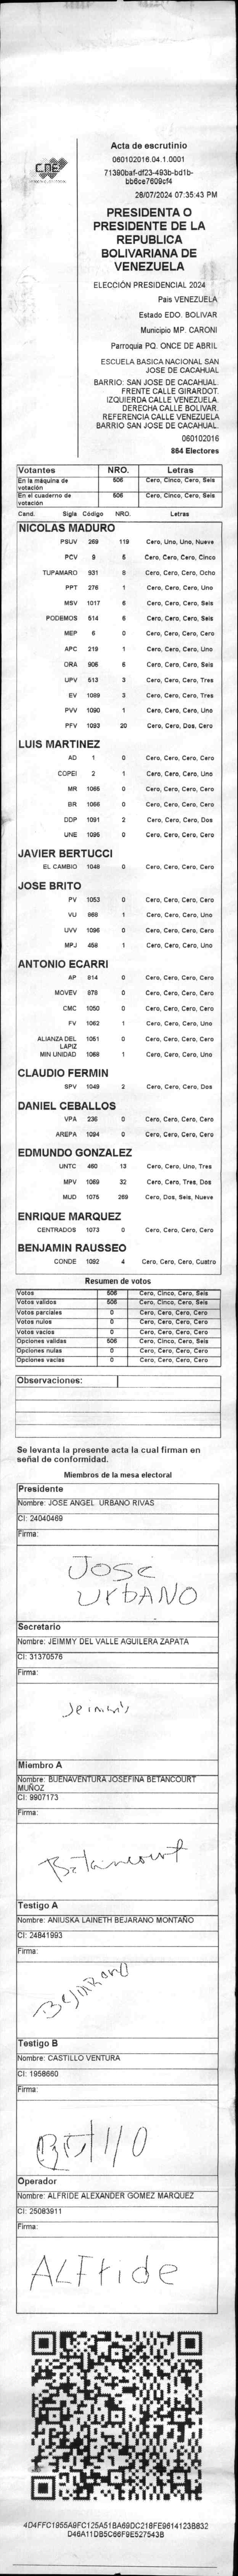 CNE
Acta de escrutinio
060102016.04.1.0001
71390baf-df23-493b-bd1b-
bb6ce7609cf4
28/07/2024 07:35:43 PM
PRESIDENTA O
PRESIDENTE DE LA
REPUBLICA
BOLIVARIANA DE
VENEZUELA
ELECCIÓN PRESIDENCIAL 2024
Pais VENEZUELA
Estado EDO. BOLIVAR
Municipio MP. CARONI
Parroquia PQ. ONCE DE ABRIL
ESCUELA BASICA NACIONAL SAN
JOSE DE CACAHUAL
BARRIO: SAN JOSE DE CACAHUAL.
FRENTE CALLE GIRARDOT.
IZQUIERDA CALLE VENEZUELA.
DERECHA CALLE BOLIVAR.
REFERENCIA CALLE VENEZUELA
BARRIO SAN JOSE DE CACAHUAL.
060102016
864 Electores
Votantes NRO. Letras
En la máquina de votación 506 Cero, Cinco, Cero, Seis
En el cuaderno de votación 506 Cero, Cinco, Cero, Seis
Cand. Sigla Código NRO. Letras
NICOLAS MADURO
PSUV 269 119 Cero, Uno, Uno, Nueve
PCV 9 5 Cero, Cero, Cero, Cinco
TUPAMARO 931 8 Cero, Cero, Cero, Ocho
PPT 276 1 Cero, Cero, Cero, Uno
MSV 1017 6 Cero, Cero, Cero, Seis
PODEMOS 514 6 Cero, Cero, Cero, Seis
MEP 6 0 Cero, Cero, Cero, Cero
APC 219 1 Cero, Cero, Cero, Uno
ORA 906 6 Cero, Cero, Cero, Seis
UPV 513 3 Cero, Cero, Cero, Tres
EV 1089 3 Cero, Cero, Cero, Tres
PVV 1090 1 Cero, Cero, Cero, Uno
PFV 1093 20 Cero, Cero, Dos, Cero
LUIS MARTINEZ
AD 1 0 Cero, Cero, Cero, Cero
COPEI 2 1 Cero, Cero, Cero, Uno
MR 1065 0 Cero, Cero, Cero, Cero
BR 1066 0 Cero, Cero, Cero, Cero
DDP 1091 2 Cero, Cero, Cero, Dos
UNE 1095 0 Cero, Cero, Cero, Cero
JAVIER BERTUCCI
EL CAMBIO 1048 0 Cero, Cero, Cero, Cero
JOSE BRITO
PV 1053 0 Cero, Cero, Cero, Cero
VU 868 1 Cero, Cero, Cero, Uno
UVV 1096 0 Cero, Cero, Cero, Cero
MPJ 458 1 Cero, Cero, Cero, Uno
ANTONIO ECARRI
AP 914 0 Cero, Cero, Cero, Cero
MOVEV 979 0 Cero, Cero, Cero, Cero
CMC 1050 0 Cero, Cero, Cero, Cero
FV 1062 1 Cero, Cero, Cero, Uno
ALIANZA DEL LAPIZ 1051 0 Cero, Cero, Cero, Cero
MIN UNIDAD 1068 1 Cero, Cero, Cero, Uno
CLAUDIO FERMIN
SPV 1049 2 Cero, Cero, Cero, Dos
DANIEL CEBALLOS
VPA 236 0 Cero, Cero, Cero, Cero
AREPA 1094 0 Cero, Cero, Cero, Cero
EDMUNDO GONZALEZ
UNTC 460 13 Cero, Cero, Uno, Tres
MPV 1069 32 Cero, Cero, Tres, Dos
MUD 1075 269 Cero, Dos, Seis, Nueve
ENRIQUE MARQUEZ
CENTRADOS 1073 0 Cero, Cero, Cero, Cero
BENJAMIN RAUSSEO
CONDE 1092 4 Cero, Cero, Cero, Cuatro
Resumen de votos
Votos 506 Cero, Cinco, Cero, Seis
Votos validos 506 Cero, Cinco, Cero, Seis
Votos parciales 0 Cero, Cero, Cero, Cero
Votos nulos 0 Cero, Cero, Cero, Cero
Votos vacios 0 Cero, Cero, Cero, Cero
Opciones validas 506 Cero, Cinco, Cero, Seis
Opciones nulas 0 Cero, Cero, Cero, Cero
Opciones vacias 0 Cero, Cero, Cero, Cero
Observaciones:
Se levanta la presente acta la cual firman en
señal de conformidad.
Miembros de la mesa electoral
Presidente
Nombre: JOSE ANGEL URBANO RIVAS
CI: 24040469
Firma:
JOSE
URBANO
Secretario
Nombre: JEIMMY DEL VALLE AGUILERA ZAPATA
CI: 31370576
Firma:
Miembro A
Nombre: BUENAVENTURA JOSEFINA BETANCOURT
MUÑOZ
CI: 9907173
Firma:
Betancourt
Testigo A
Nombre: ANIUSKA LAINETH BEJARANO MONTAÑO
CI: 24841993
Firma:
Bejarano
Testigo B
Nombre: CASTILLO VENTURA
CI: 1958660
Firma:
Operador
Nombre: ALFRIDE ALEXANDER GOMEZ MARQUEZ
CI: 25083911
Firma:
ALFride
4D4FFC1955A9FC125A51BA69DC218FE9614123B832
D46A11DB5C66F9E527543B